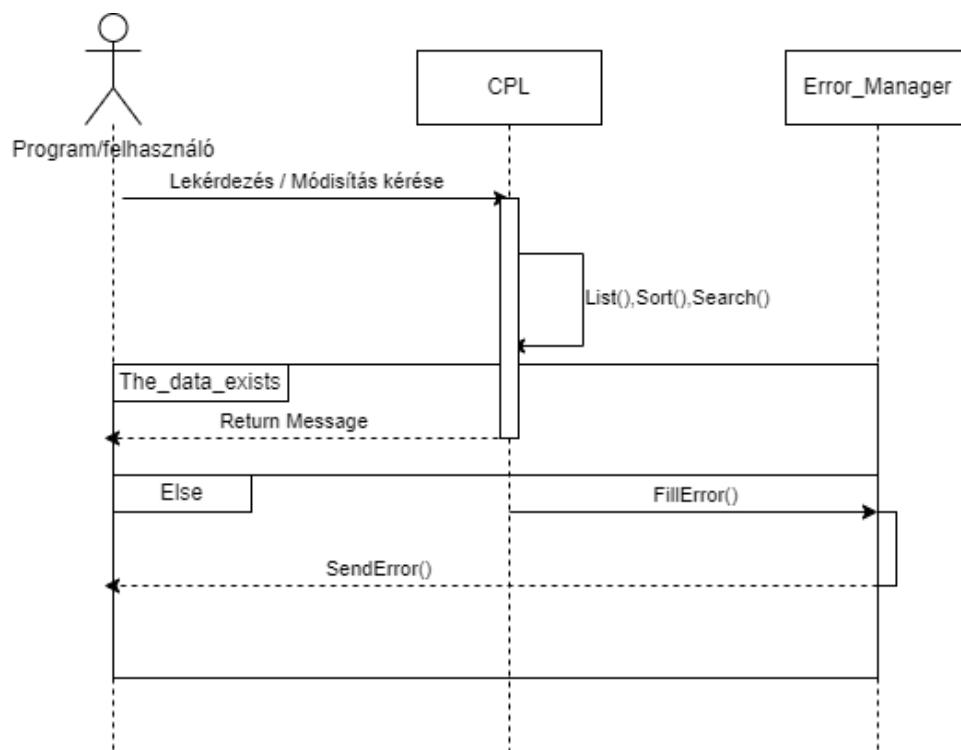 CPL
Error_Manager
Program/felhasználó
Lekérdezés / Módisítás kérése
List(),Sort(),Search()
The_data_exists
Return Message
Else
FillError()
SendError()